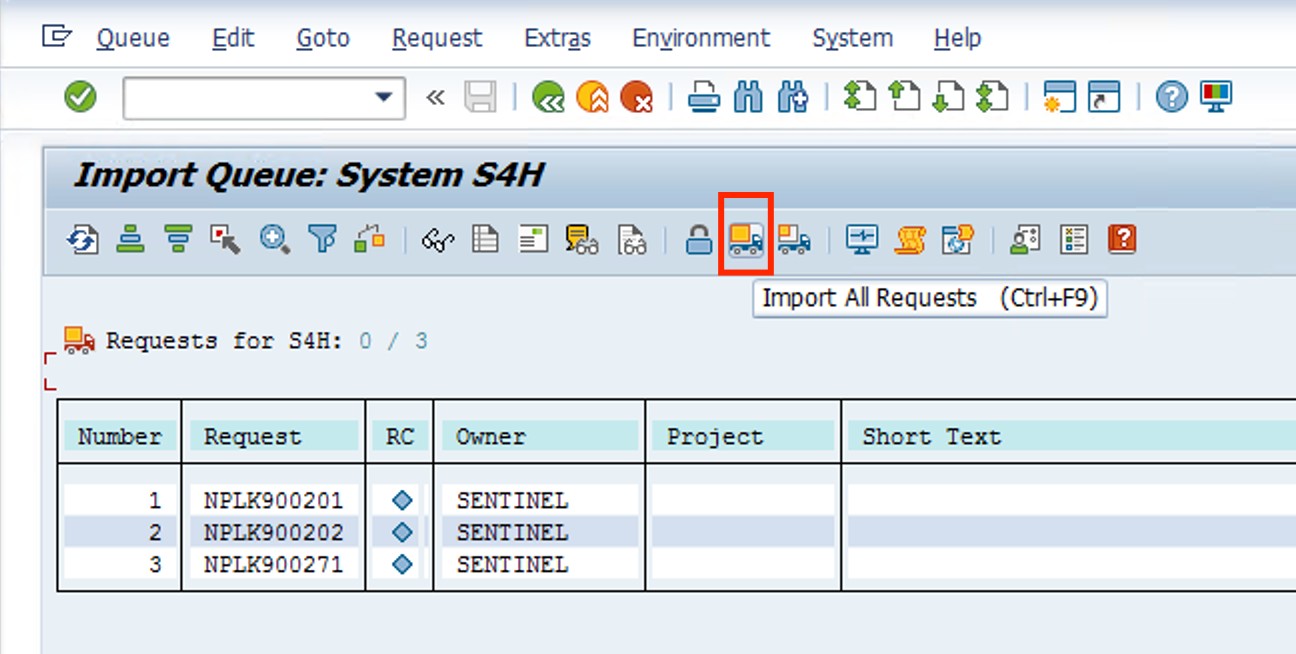 Queue Edit Goto Request Extras Environment System Help
Import Queue: System S4H
Import All Requests (Ctrl+F9)
Requests for S4H: 0 / 3
Number Request RC Owner Project Short Text
1 NPLK900201 SENTINEL
2 NPLK900202 SENTINEL
3 NPLK900271 SENTINEL